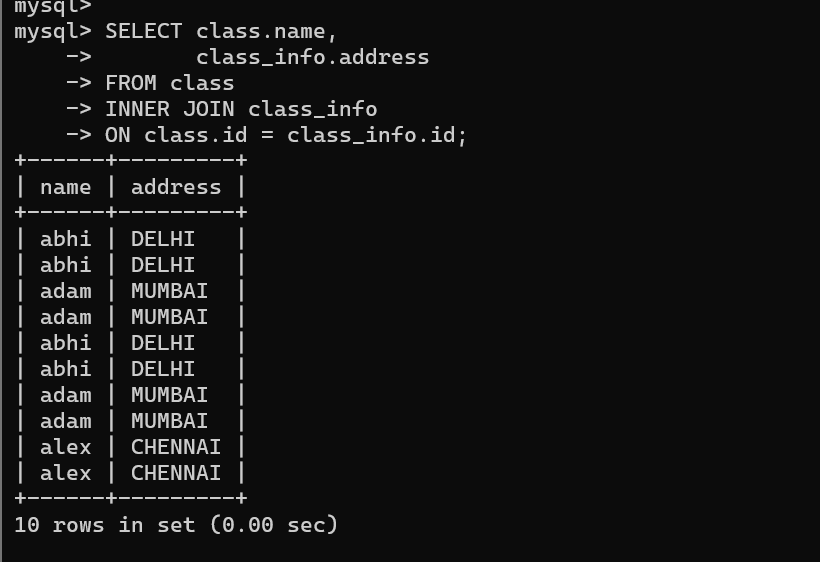 mysql>
mysql> SELECT class.name,
    ->        class_info.address
    -> FROM class
    -> INNER JOIN class_info
    -> ON class.id = class_info.id;
+------+---------+
| name | address |
+------+---------+
| abhi | DELHI   |
| abhi | DELHI   |
| adam | MUMBAI  |
| adam | MUMBAI  |
| abhi | DELHI   |
| abhi | DELHI   |
| adam | MUMBAI  |
| adam | MUMBAI  |
| alex | CHENNAI |
| alex | CHENNAI |
+------+---------+
10 rows in set (0.00 sec)